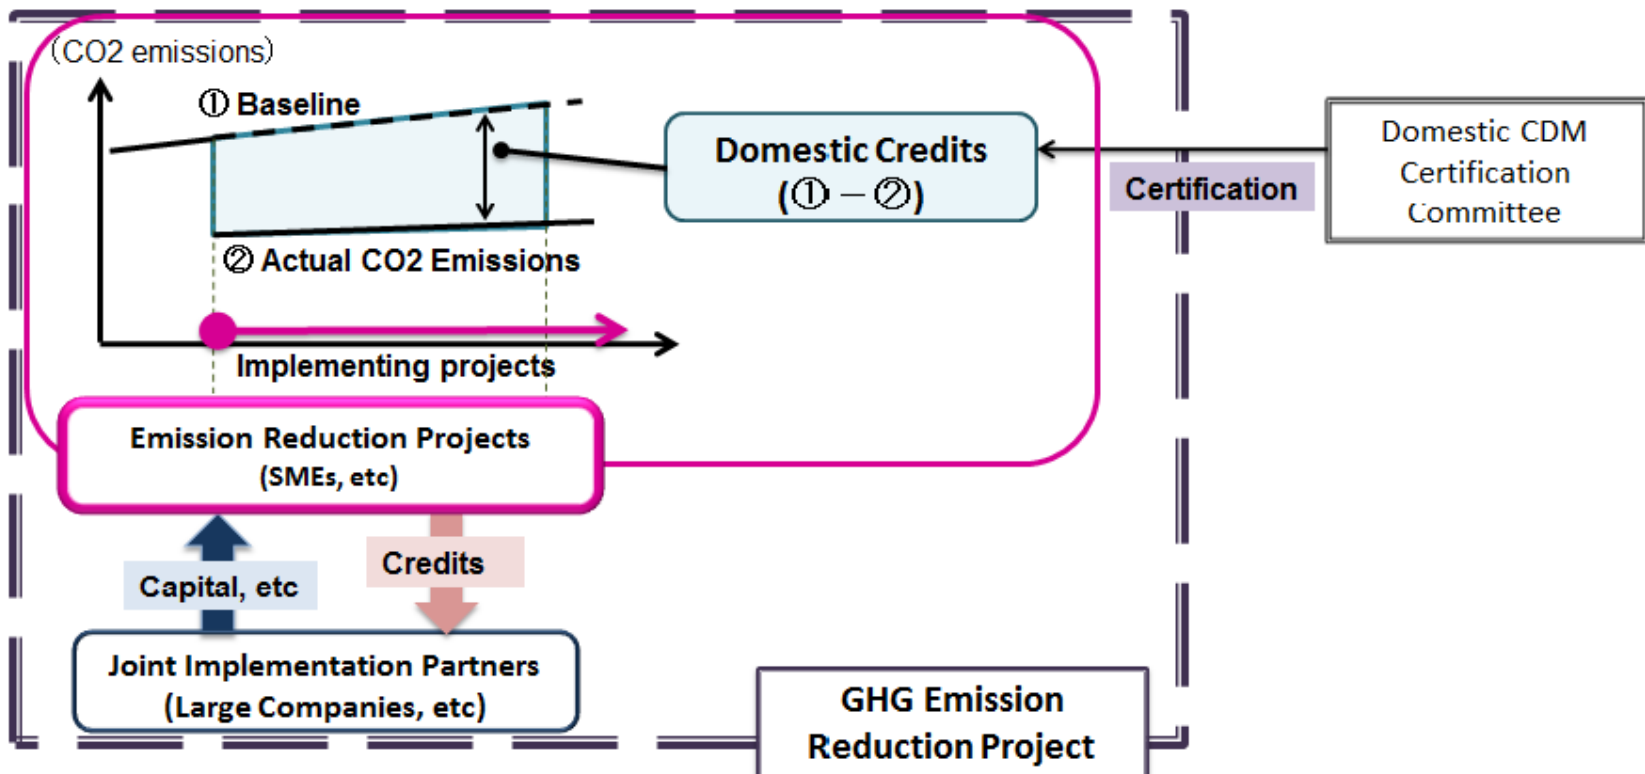 (CO2 emissions)
① Baseline
Domestic Credits
(① – ②)
Certification
Domestic CDM
Certification
Committee
② Actual CO2 Emissions
Implementing projects
Emission Reduction Projects
(SMEs, etc)
Capital, etc
Credits
Joint Implementation Partners
(Large Companies, etc)
GHG Emission
Reduction Project